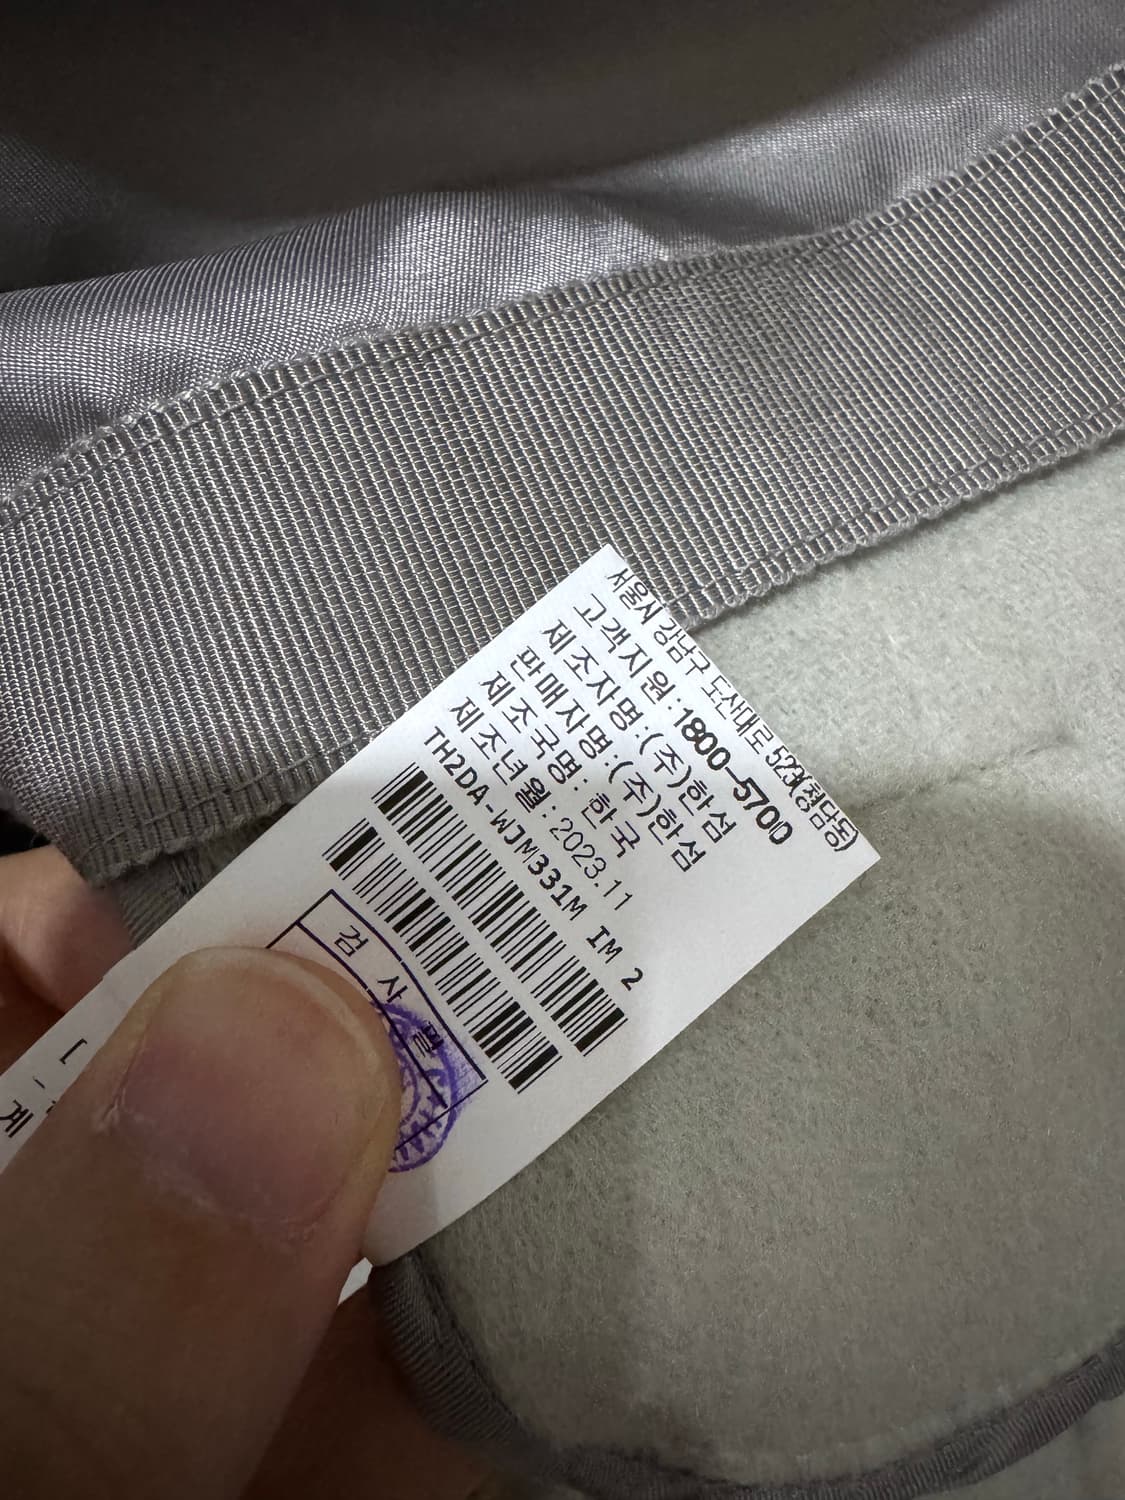 서울시 강남구 도산대로 523(청담동)
고객지원:1800-5700
제조자명:(주)한섬
판매자명:(주)한섬
제조국명: 한국
제조년월:2023.11
TH2DA-WJM331M IM 2
검 사 필
계